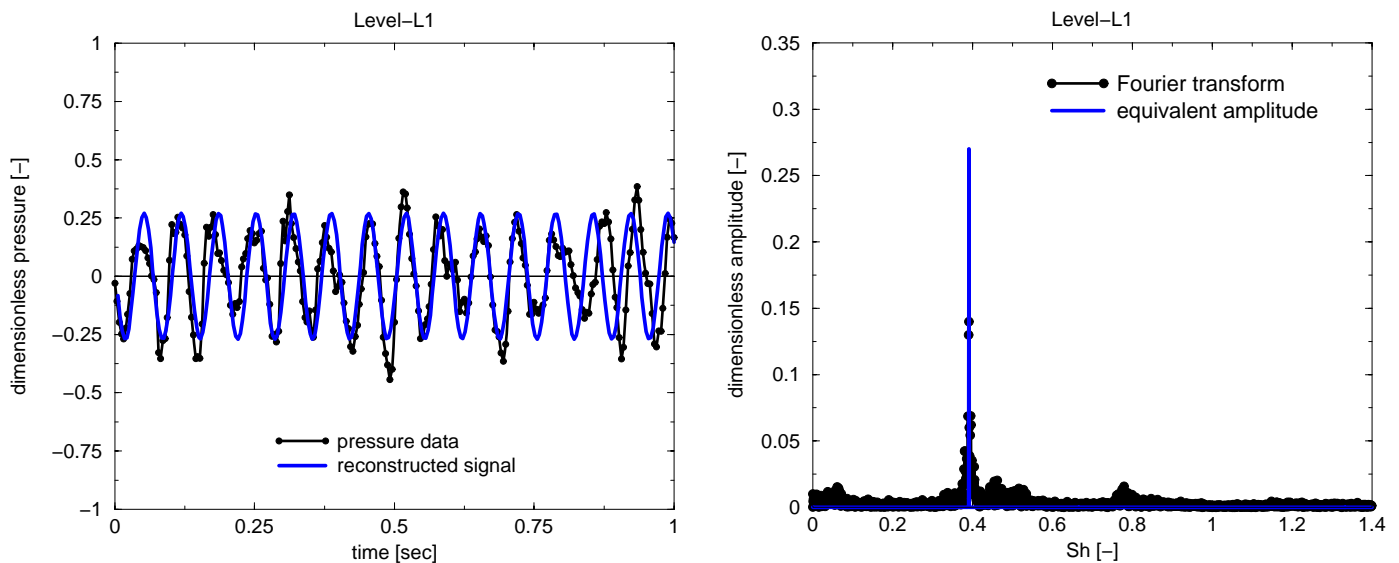 Level−L1
dimensionless pressure [−]
1
0.75
0.5
0.25
0
−0.25
−0.5
−0.75
−1
pressure data
reconstructed signal
0 0.25 0.5 0.75 1
time [sec]
Level−L1
dimensionless amplitude [−]
0.35
0.3
0.25
0.2
0.15
0.1
0.05
0
Fourier transform
equivalent amplitude
0 0.2 0.4 0.6 0.8 1 1.2 1.4
Sh [−]